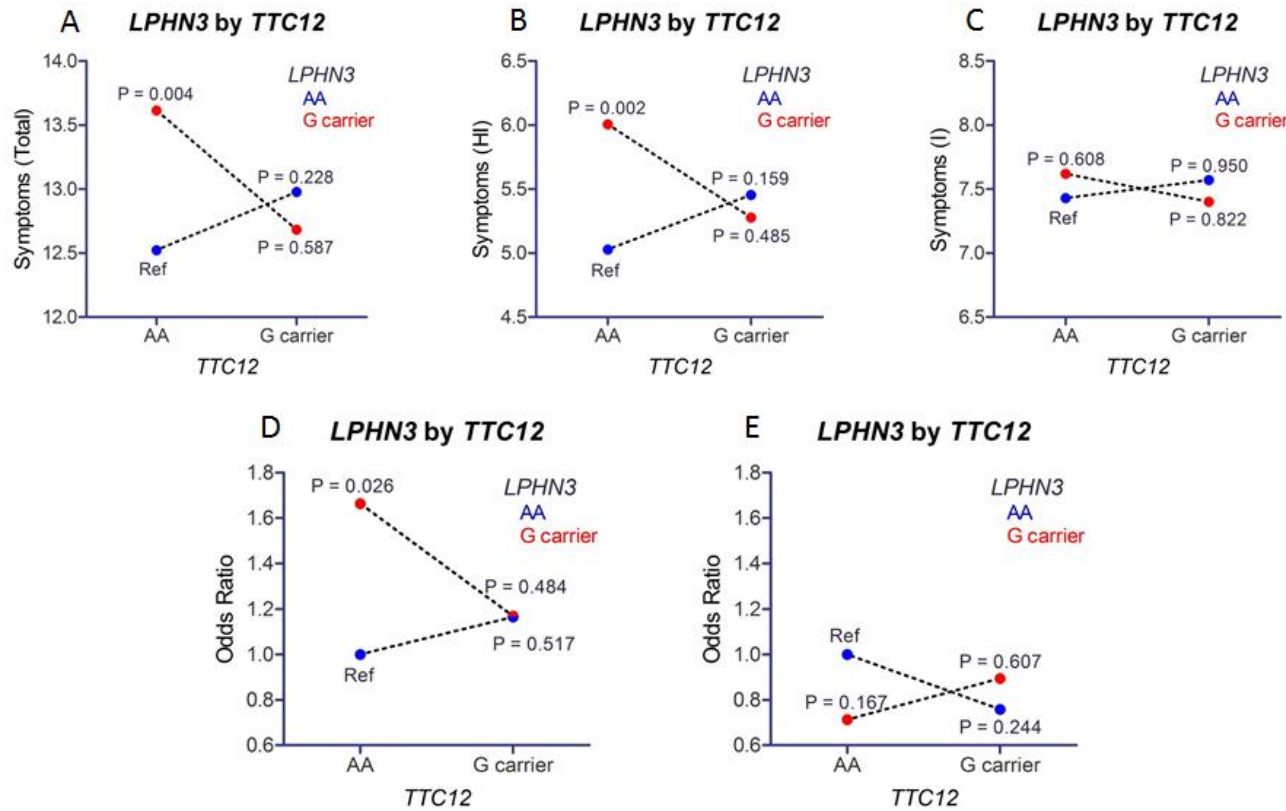 A
LPHN3 by TTC12
Symptoms (Total)
14.0
13.5
13.0
12.5
12.0
P = 0.004
LPHN3
AA
G carrier
P = 0.228
P = 0.587
Ref
AA
G carrier
TTC12
B
LPHN3 by TTC12
Symptoms (HI)
6.5
6.0
5.5
5.0
4.5
P = 0.002
LPHN3
AA
G carrier
P = 0.159
P = 0.485
Ref
AA
G carrier
TTC12
C
LPHN3 by TTC12
Symptoms (I)
8.5
8.0
7.5
7.0
6.5
LPHN3
AA
G carrier
P = 0.608
P = 0.950
Ref
P = 0.822
AA
G carrier
TTC12
D
LPHN3 by TTC12
Odds Ratio
1.8
1.6
1.4
1.2
1.0
0.8
0.6
P = 0.026
LPHN3
AA
G carrier
P = 0.484
P = 0.517
Ref
AA
G carrier
TTC12
E
LPHN3 by TTC12
Odds Ratio
1.8
1.6
1.4
1.2
1.0
0.8
0.6
LPHN3
AA
G carrier
Ref
P = 0.607
P = 0.167
P = 0.244
AA
G carrier
TTC12